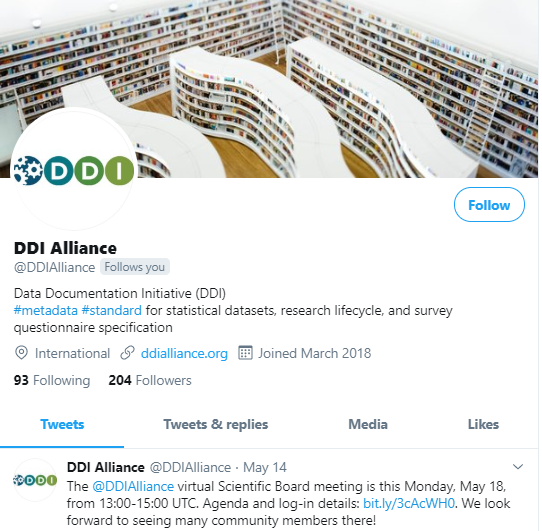 DDI
Follow
DDI Alliance
@DDIAlliance Follows you
Data Documentation Initiative (DDI)
#metadata #standard for statistical datasets, research lifecycle, and survey
questionnaire specification
International ddialliance.org Joined March 2018
93 Following 204 Followers
Tweets Tweets & replies Media Likes
DDI
DDI Alliance @DDIAlliance · May 14
The @DDIAlliance virtual Scientific Board meeting is this Monday, May 18,
from 13:00-15:00 UTC. Agenda and log-in details: bit.ly/3cAcWH0. We look
forward to seeing many community members there!